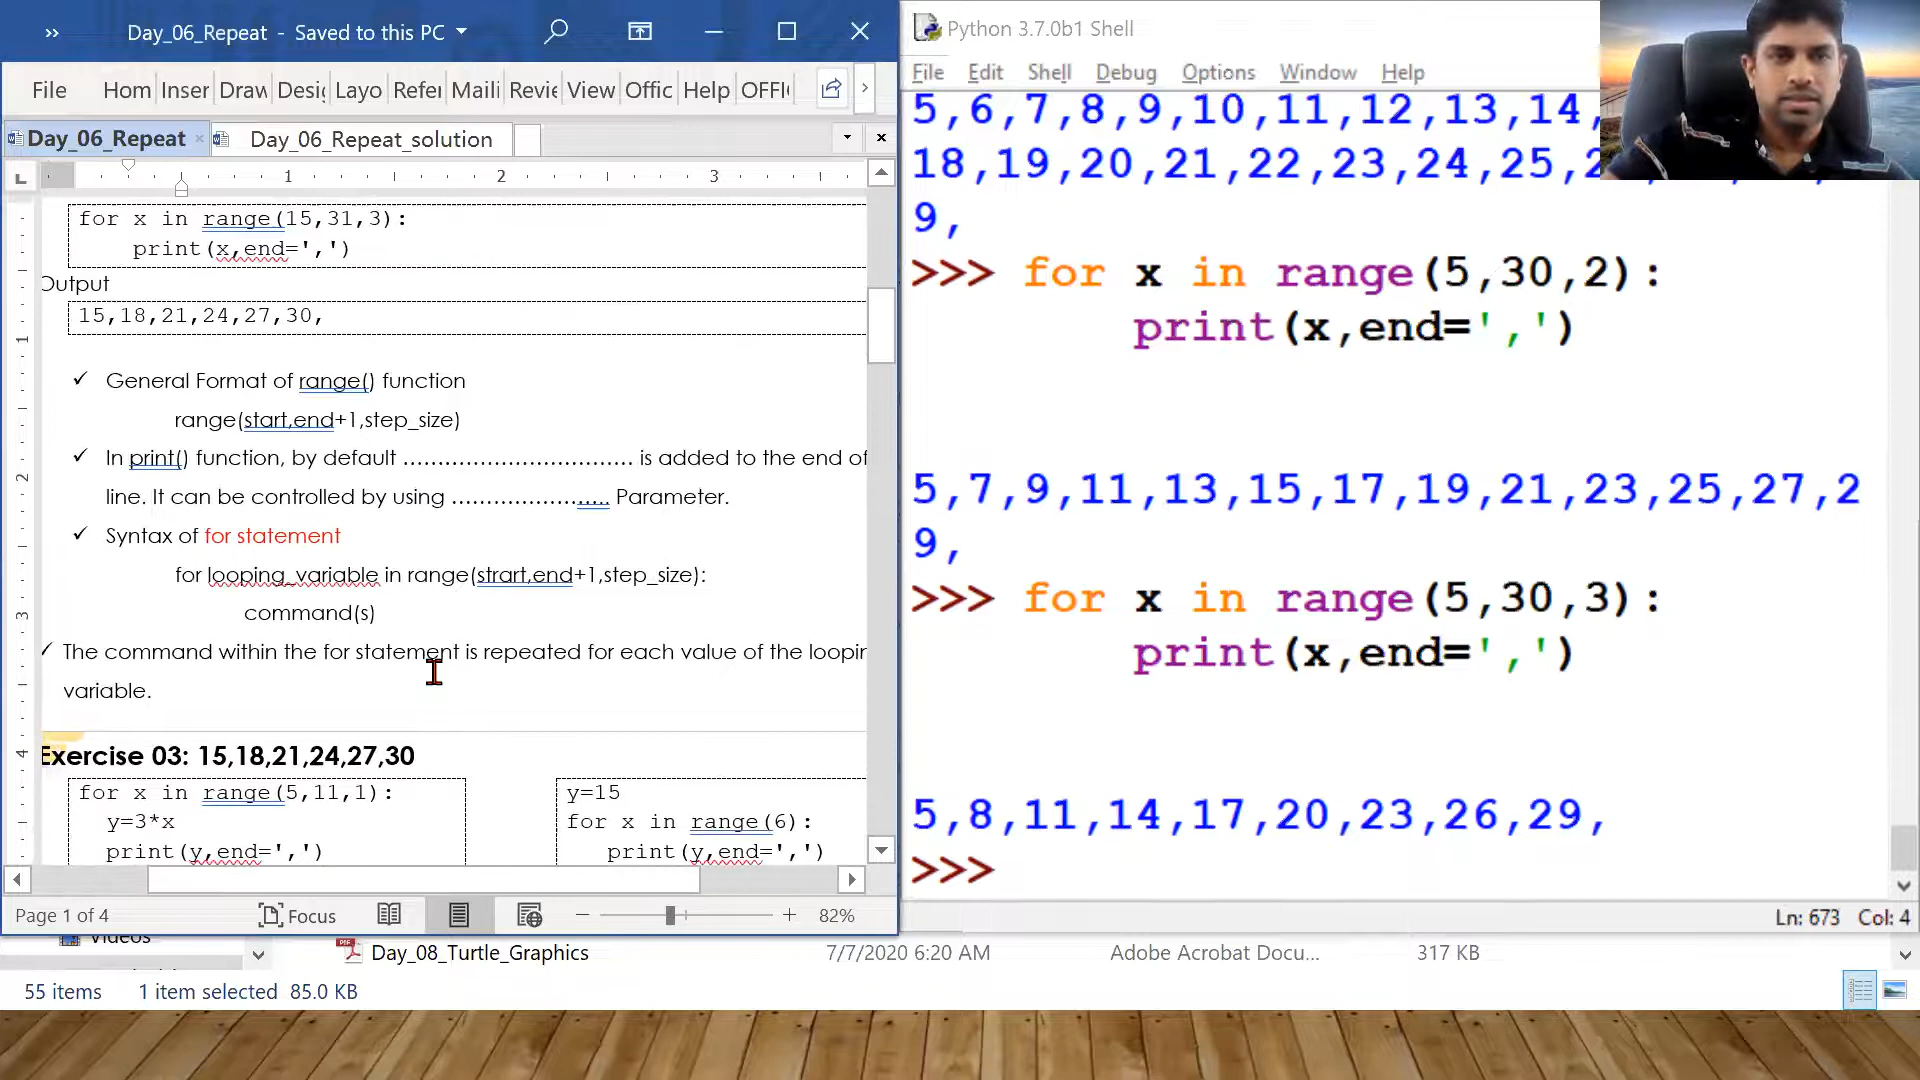 Day_06_Repeat - Saved to this PC
File Hom Inser Draw Desi Layo Refer Maili Revie View Offic Help OFFI
Day_06_Repeat
Day_06_Repeat_solution
1 2 3
for x in range(15,31,3):
print(x,end=',')
Output
15,18,21,24,27,30,
General Format of range() function
range(start,end+1,step_size)
In print() function, by default ................................. is added to the end of
line. It can be controlled by using ....................... Parameter.
Syntax of for statement
for looping_variable in range(strart,end+1,step_size):
command(s)
The command within the for statement is repeated for each value of the loopin
variable.
Exercise 03: 15,18,21,24,27,30
for x in range(5,11,1):
y=3*x
print(y,end=',')
y=15
for x in range(6):
print(y,end=',')
Page 1 of 4
Focus
82%
Videos
Day_08_Turtle_Graphics 7/7/2020 6:20 AM Adobe Acrobat Docu... 317 KB
55 items 1 item selected 85.0 KB
Python 3.7.0b1 Shell
File Edit Shell Debug Options Window Help
5,6,7,8,9,10,11,12,13,14,
18,19,20,21,22,23,24,25,
9,
>>> for x in range(5,30,2):
print(x,end=',')
5,7,9,11,13,15,17,19,21,23,25,27,2
9,
>>> for x in range(5,30,3):
print(x,end=',')
5,8,11,14,17,20,23,26,29,
>>>
Ln: 673 Col: 4